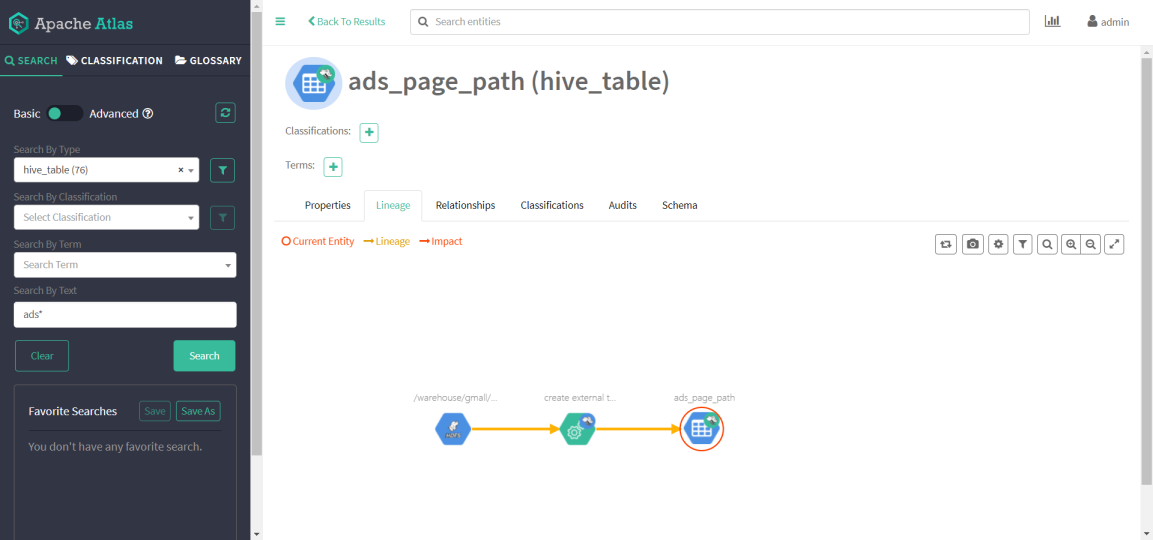 Apache Atlas
SEARCH CLASSIFICATION GLOSSARY
Basic Advanced
Search By Type
hive_table (76) ×
Search By Classification
Select Classification
Search By Term
Search Term
Search By Text
ads*
Clear Search
Favorite Searches Save Save As
You don't have any favorite search.
Back To Results Search entities admin
ads_page_path (hive_table)
Classifications:
Terms:
Properties Lineage Relationships Classifications Audits Schema
Current Entity Lineage Impact
/warehouse/gmall/... create external t... ads_page_path